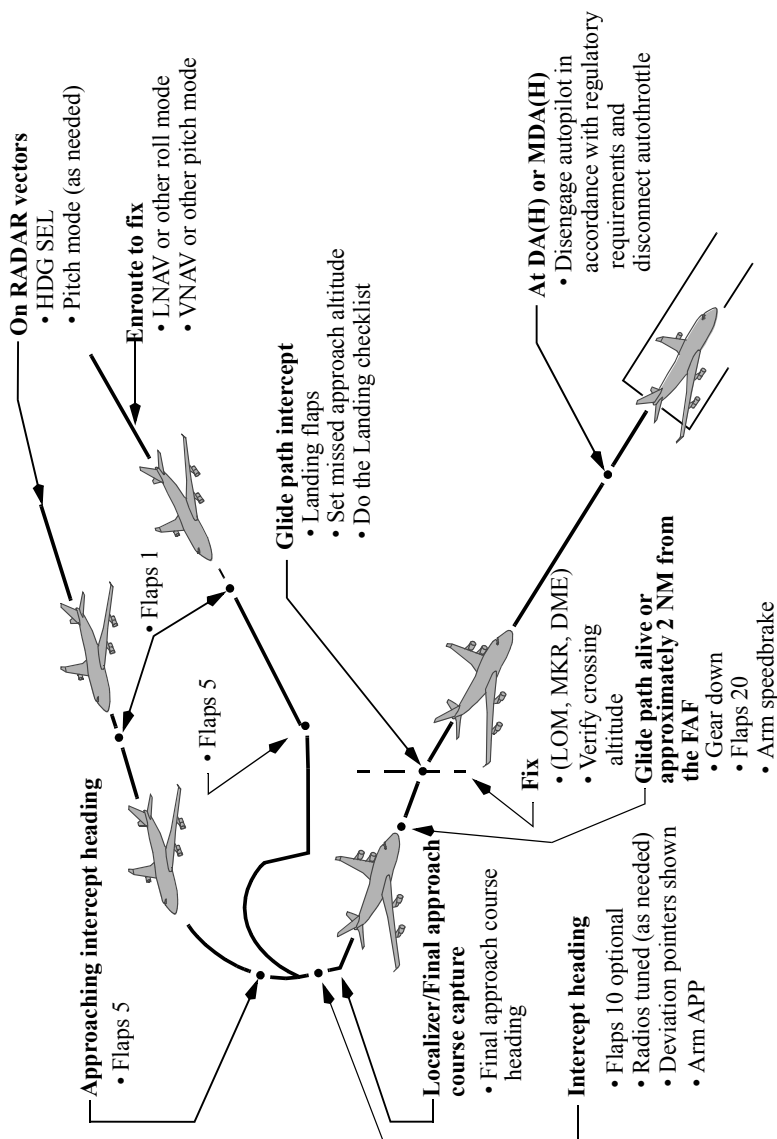 On RADAR vectors
• HDG SEL
• Pitch mode (as needed)
Enroute to fix
• LNAV or other roll mode
• VNAV or other pitch mode
• Flaps 1
Approaching intercept heading
• Flaps 5
• Flaps 5
Glide path intercept
• Landing flaps
• Set missed approach altitude
• Do the Landing checklist
Localizer/Final approach
course capture
• Final approach course
heading
Fix
• (LOM, MKR, DME)
• Verify crossing
altitude
At DA(H) or MDA(H)
• Disengage autopilot in
accordance with regulatory
requirements and
disconnect autothrottle
Intercept heading
• Flaps 10 optional
• Radios tuned (as needed)
• Deviation pointers shown
• Arm APP
Glide path alive or
approximately 2 NM from
the FAF
• Gear down
• Flaps 20
• Arm speedbrake